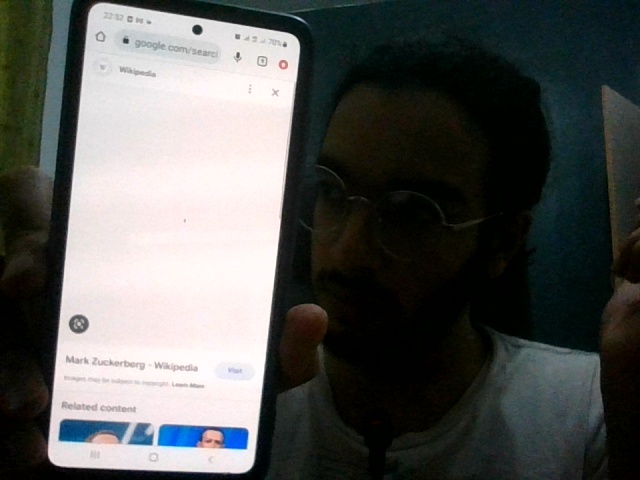 22:52
70%
google.com/searc
Wikipedia
Mark Zuckerberg - Wikipedia
Visit
Images may be subject to copyright. Learn More
Related content